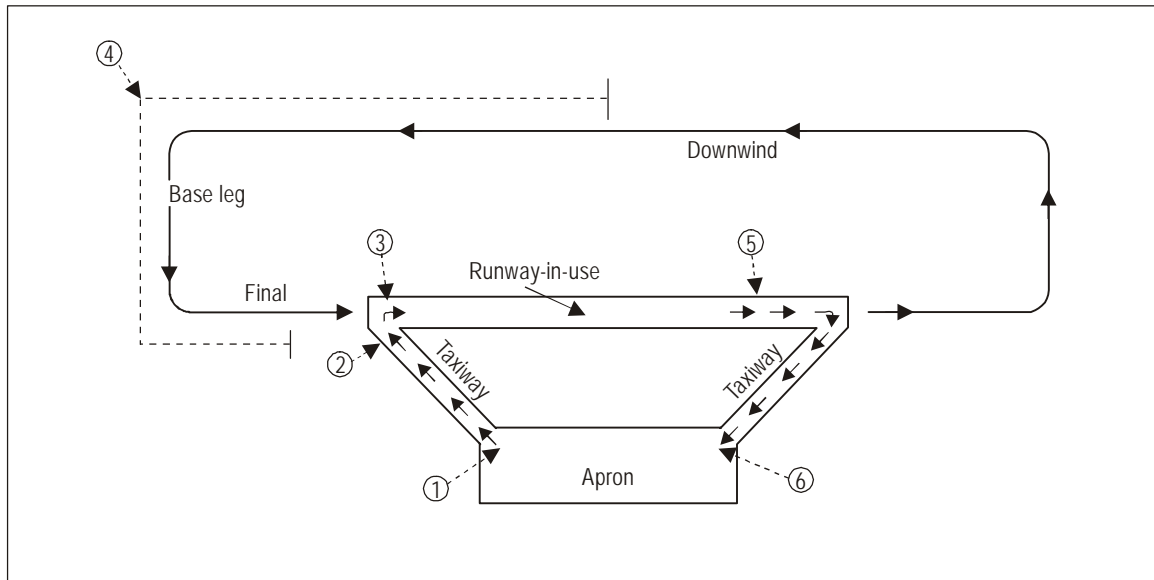 4
Downwind
Base leg
3
5
Runway-in-use
Final
2
Taxiway
Taxiway
1
Apron
6